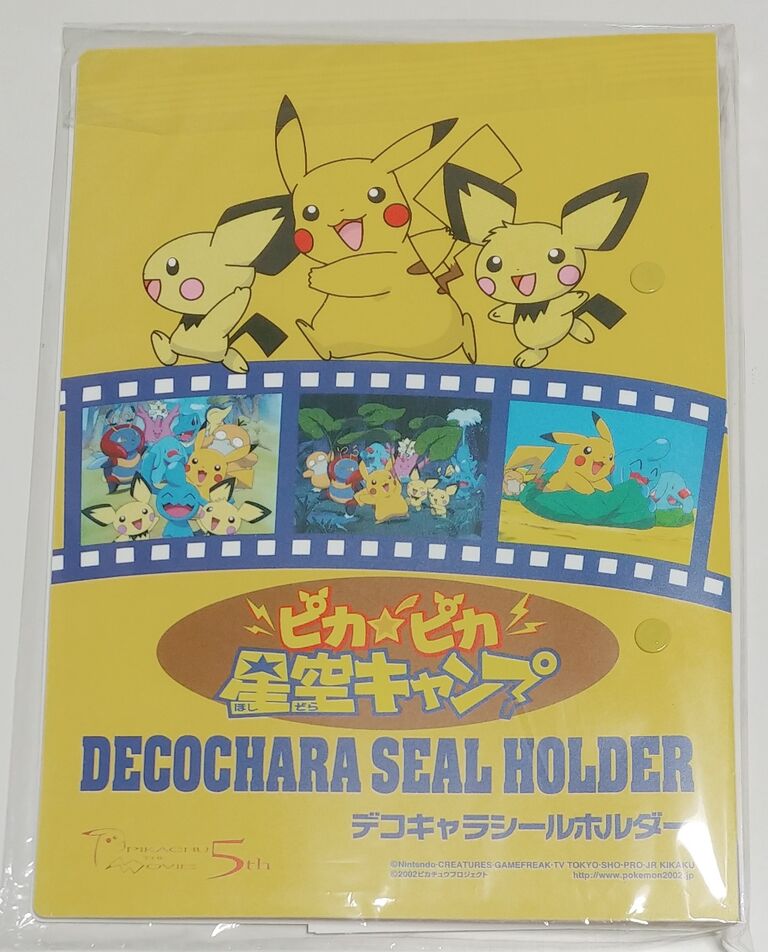 ピカ☆ピカ
星空キャンプ
ほし ぞら
DECOCHARA SEAL HOLDER
デコキャラシールホルダー
PIKACHU THE MOVIE 5th
©Nintendo・CREATURES・GAMEFREAK・TV TOKYO・SHO-PRO・JR KIKAKU
©2002ピカチュウプロジェクト http://www.pokemon2002.jp